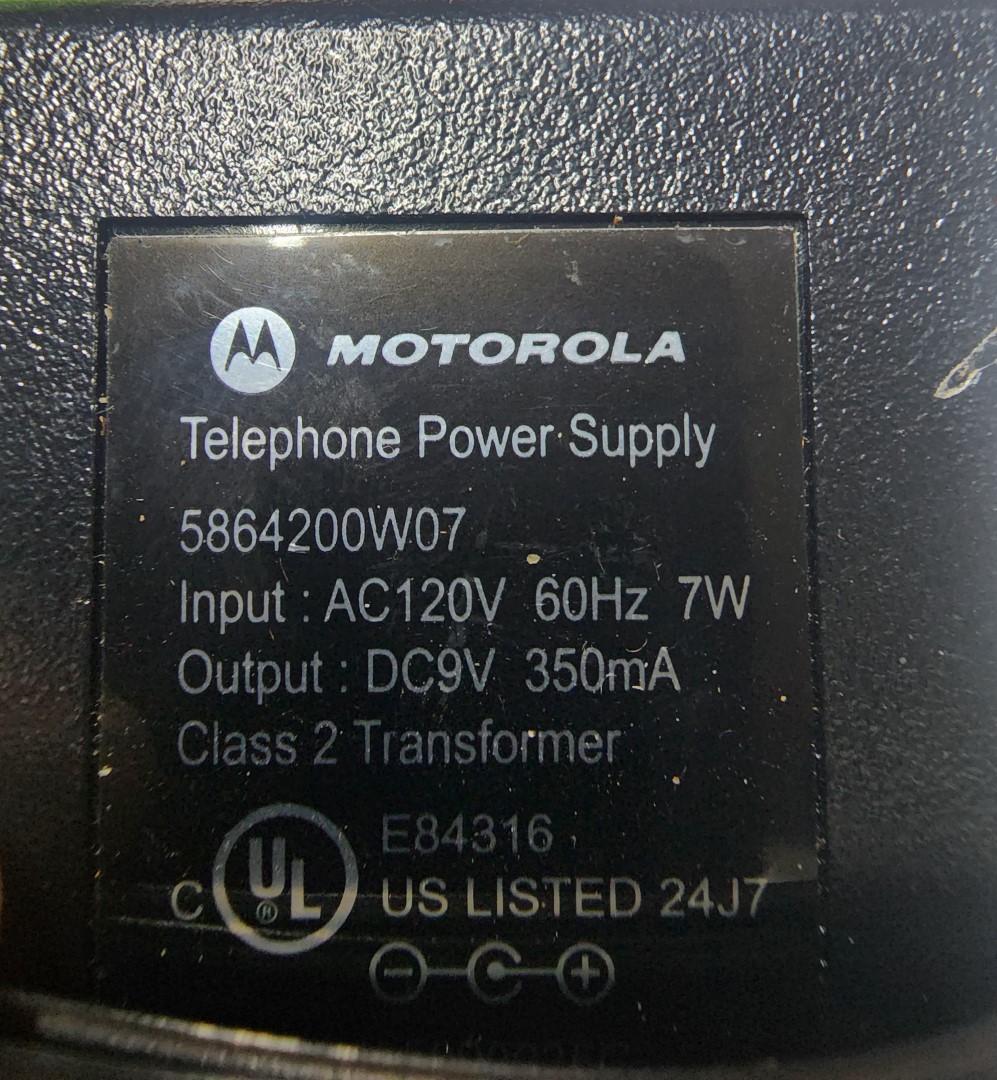 MOTOROLA
Telephone Power Supply
5864200W07
Input : AC120V 60Hz 7W
Output : DC9V 350mA
Class 2 Transformer
E84316
C UL ® US LISTED 24J7